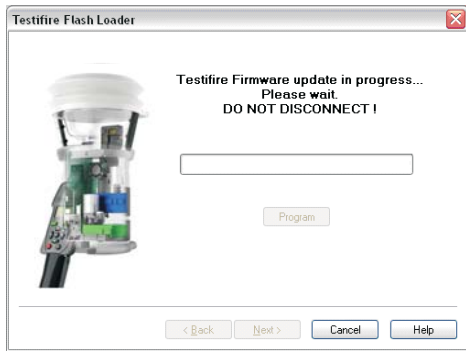 Testifire Flash Loader
Testifire Firmware update in progress...
Please wait.
DO NOT DISCONNECT !
Program
< Back
Next >
Cancel
Help